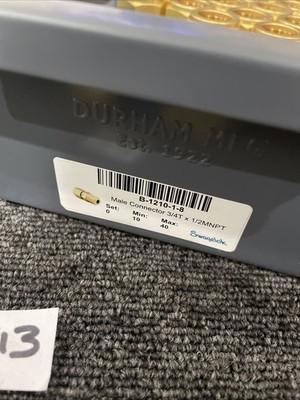 DURHAM MFG
B-1210-1-8
Male Connector 3/4T x 1/2MNPT
Set: Min: Max:
0 10 40
Swagelok
13